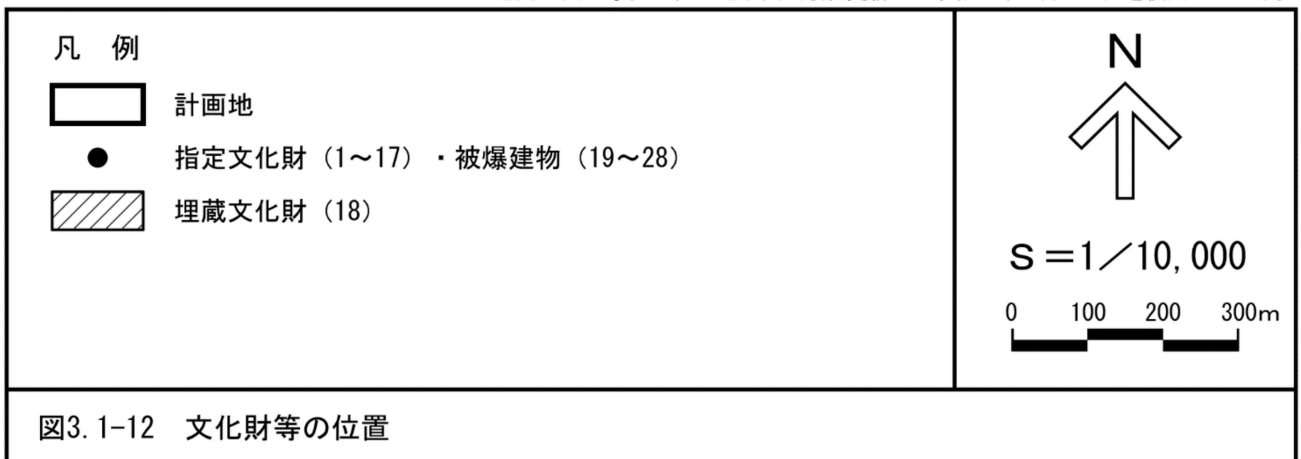 凡 例
計画地
指定文化財（1～17）・被爆建物（19～28）
埋蔵文化財（18）
N
S＝1／10,000
0 100 200 300m
図3.1-12 文化財等の位置